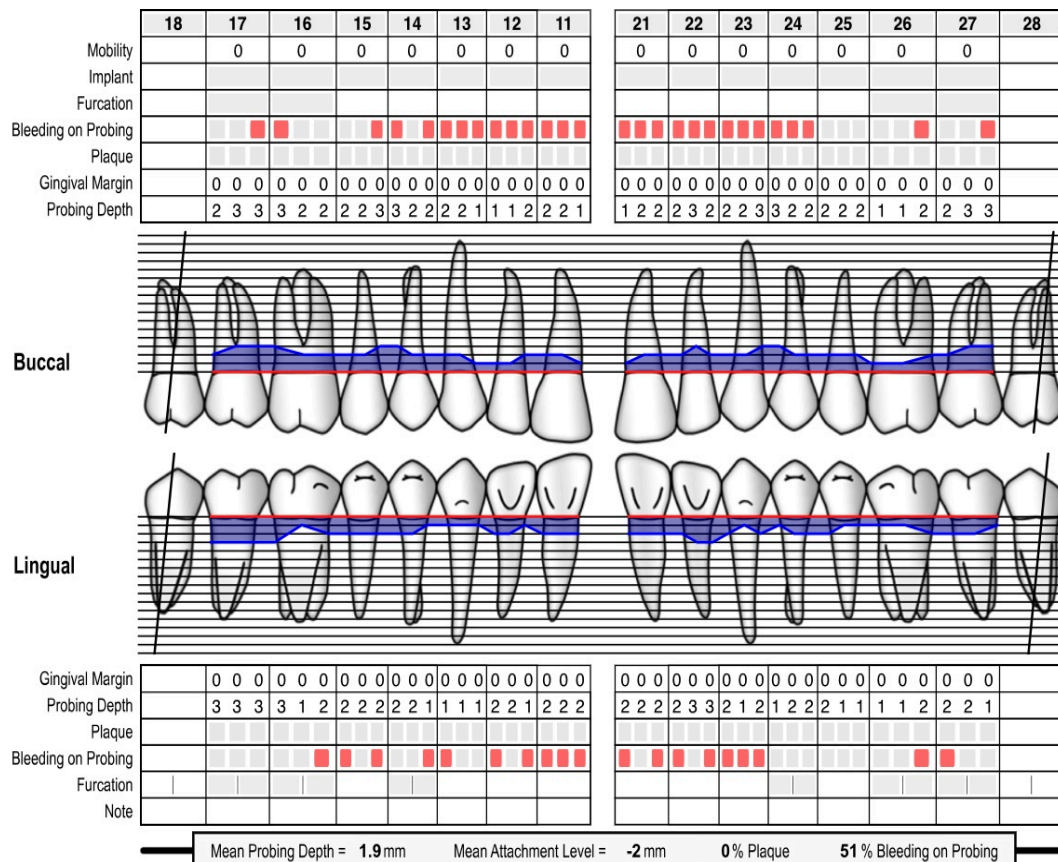 18 17 16 15 14 13 12 11 21 22 23 24 25 26 27 28
Mobility 0 0 0 0 0 0 0 0 0 0 0 0 0 0
Implant
Furcation
Bleeding on Probing
Plaque
Gingival Margin 0 0 0 0 0 0 0 0 0 0 0 0 0 0 0 0 0 0 0 0 0 0 0 0 0 0 0 0 0 0 0 0 0 0 0 0 0 0 0 0 0 0
Probing Depth 2 3 3 3 2 2 2 2 3 3 2 2 2 2 1 1 1 2 2 2 1 1 2 2 2 3 2 2 2 3 3 2 2 2 2 2 1 1 2 2 3 3
Buccal
Lingual
Gingival Margin 0 0 0 0 0 0 0 0 0 0 0 0 0 0 0 0 0 0 0 0 0 0 0 0 0 0 0 0 0 0 0 0 0 0 0 0 0 0 0 0 0 0
Probing Depth 3 3 3 3 1 2 2 2 2 2 2 1 1 1 1 2 2 1 2 2 2 2 2 2 2 3 3 2 1 2 1 2 2 2 1 1 1 1 2 2 2 1
Plaque
Bleeding on Probing
Furcation
Note
Mean Probing Depth = 1.9 mm Mean Attachment Level = -2 mm 0 % Plaque 51 % Bleeding on Probing